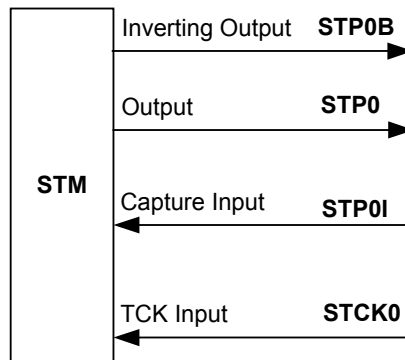 Inverting Output STP0B
Output STP0
STM
Capture Input STP0I
TCK Input STCK0